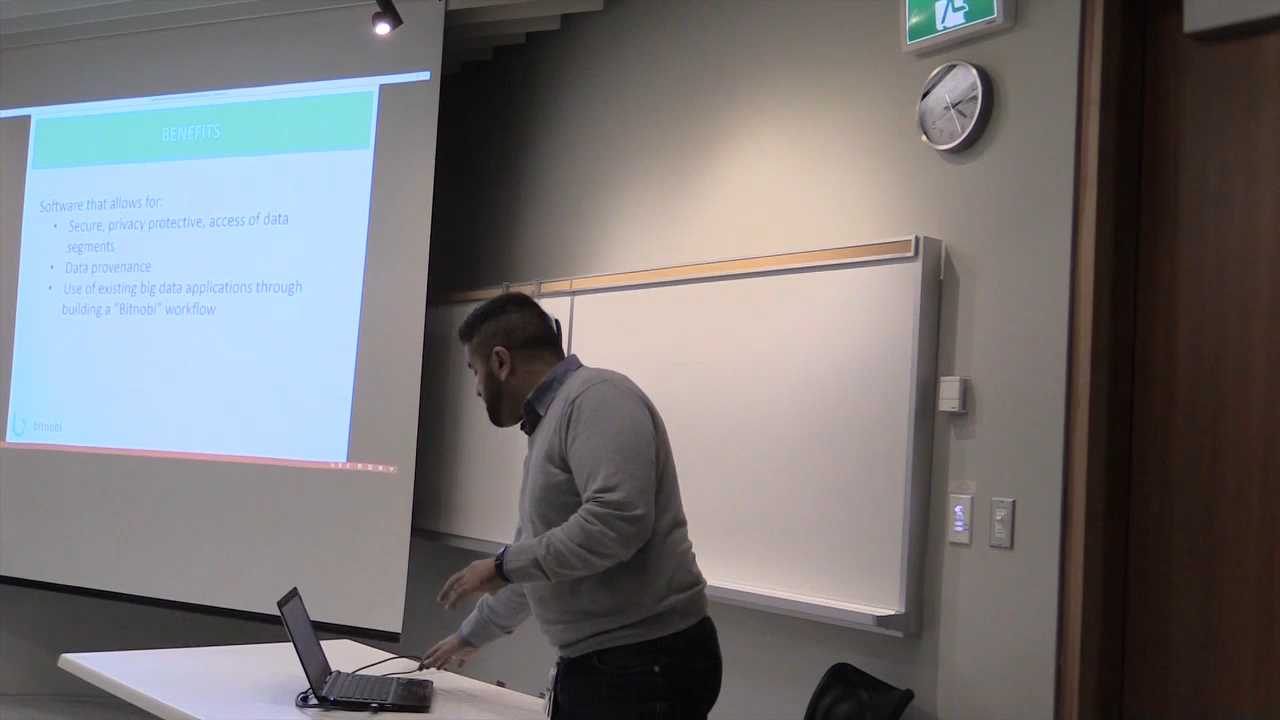 BENEFITS
Software that allows for:
• Secure, privacy protective, access of data
segments
• Data provenance
• Use of existing big data applications through
building a “Bitnobi” workflow
bitnobi